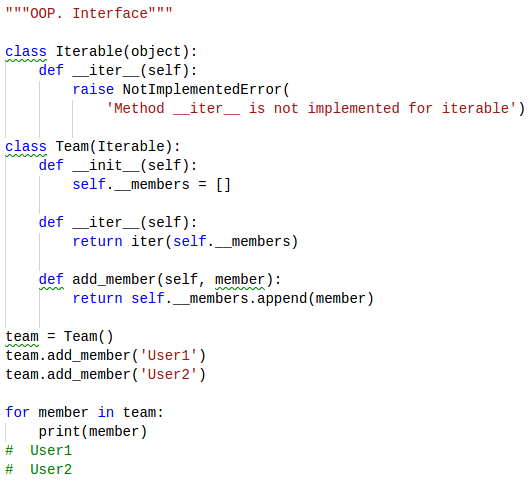 """OOP. Interface"""
class Iterable(object):
    def __iter__(self):
        raise NotImplementedError(
            'Method __iter__ is not implemented for iterable')
class Team(Iterable):
    def __init__(self):
        self.__members = []
    def __iter__(self):
        return iter(self.__members)
    def add_member(self, member):
        return self.__members.append(member)
team = Team()
team.add_member('User1')
team.add_member('User2')
for member in team:
    print(member)
#  User1
#  User2